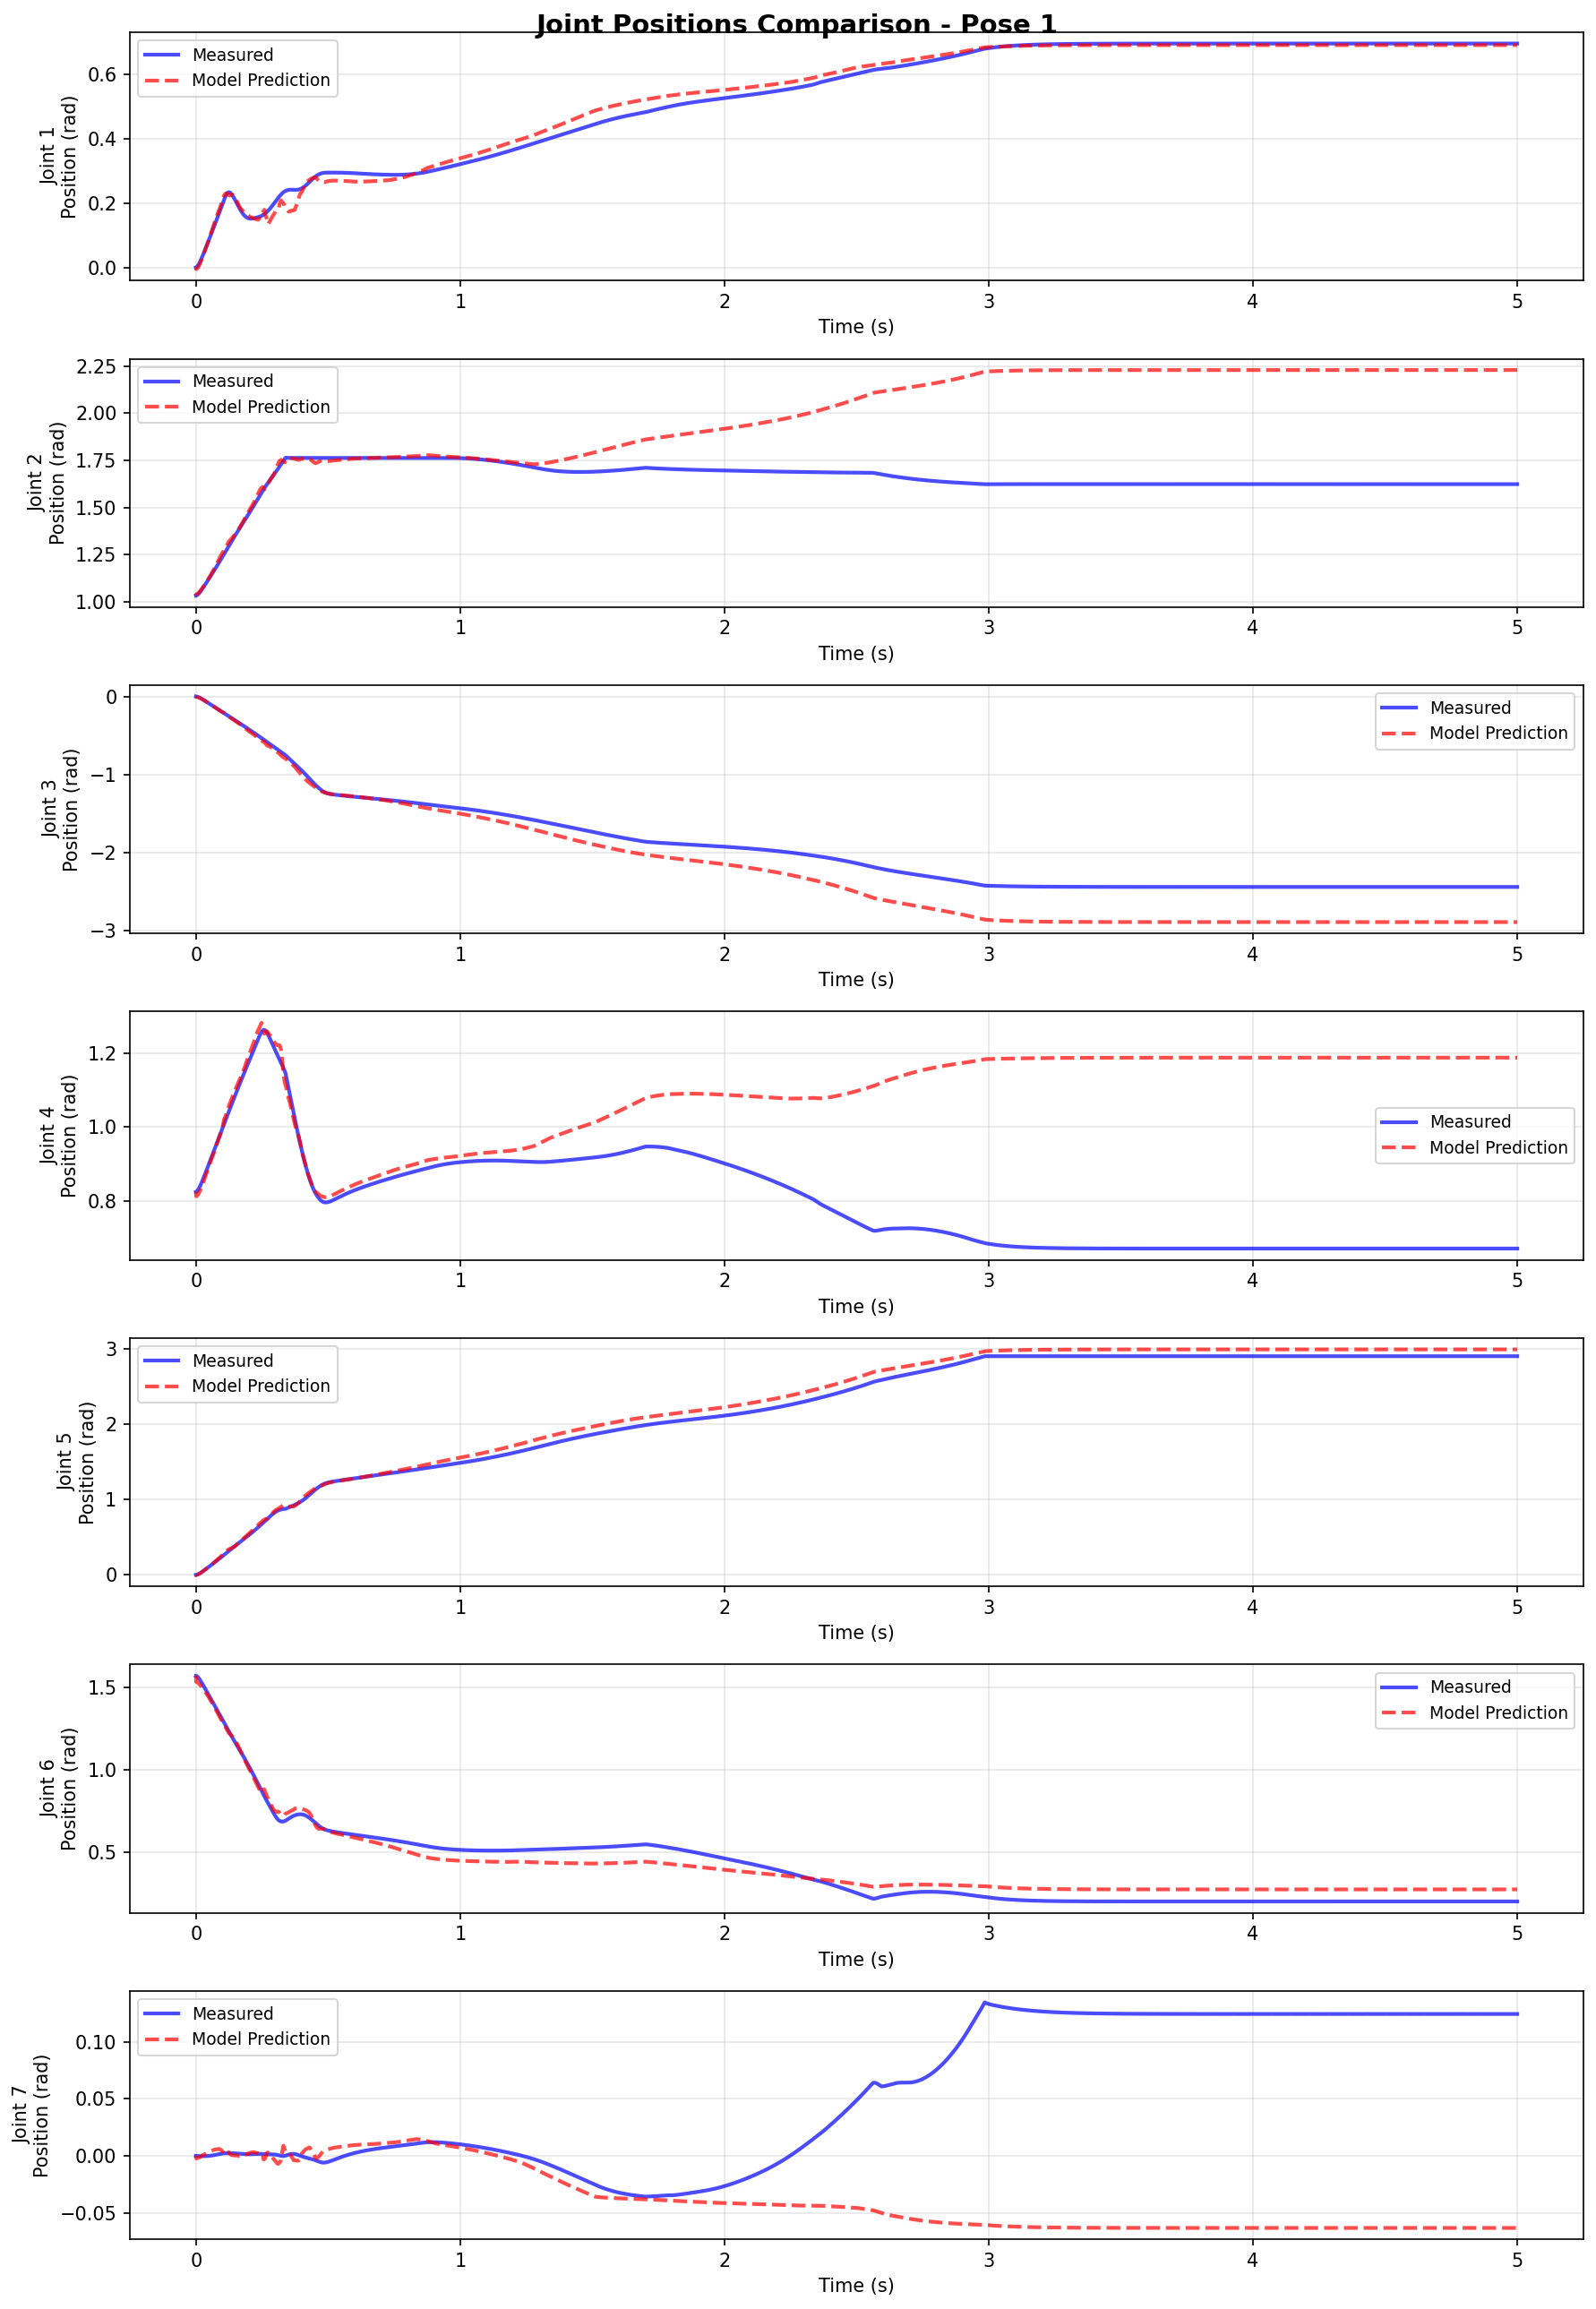 Joint Positions Comparison - Pose 1
Measured
Model Prediction
Joint 1
Position (rad)
0.6
0.4
0.2
0.0
0 1 2 3 4 5
Time (s)
Measured
Model Prediction
Joint 2
Position (rad)
2.25
2.00
1.75
1.50
1.25
1.00
0 1 2 3 4 5
Time (s)
Measured
Model Prediction
Joint 3
Position (rad)
0
−1
−2
−3
0 1 2 3 4 5
Time (s)
Measured
Model Prediction
Joint 4
Position (rad)
1.2
1.0
0.8
0 1 2 3 4 5
Time (s)
Measured
Model Prediction
Joint 5
Position (rad)
3
2
1
0
0 1 2 3 4 5
Time (s)
Measured
Model Prediction
Joint 6
Position (rad)
1.5
1.0
0.5
0 1 2 3 4 5
Time (s)
Measured
Model Prediction
Joint 7
Position (rad)
0.10
0.05
0.00
−0.05
0 1 2 3 4 5
Time (s)